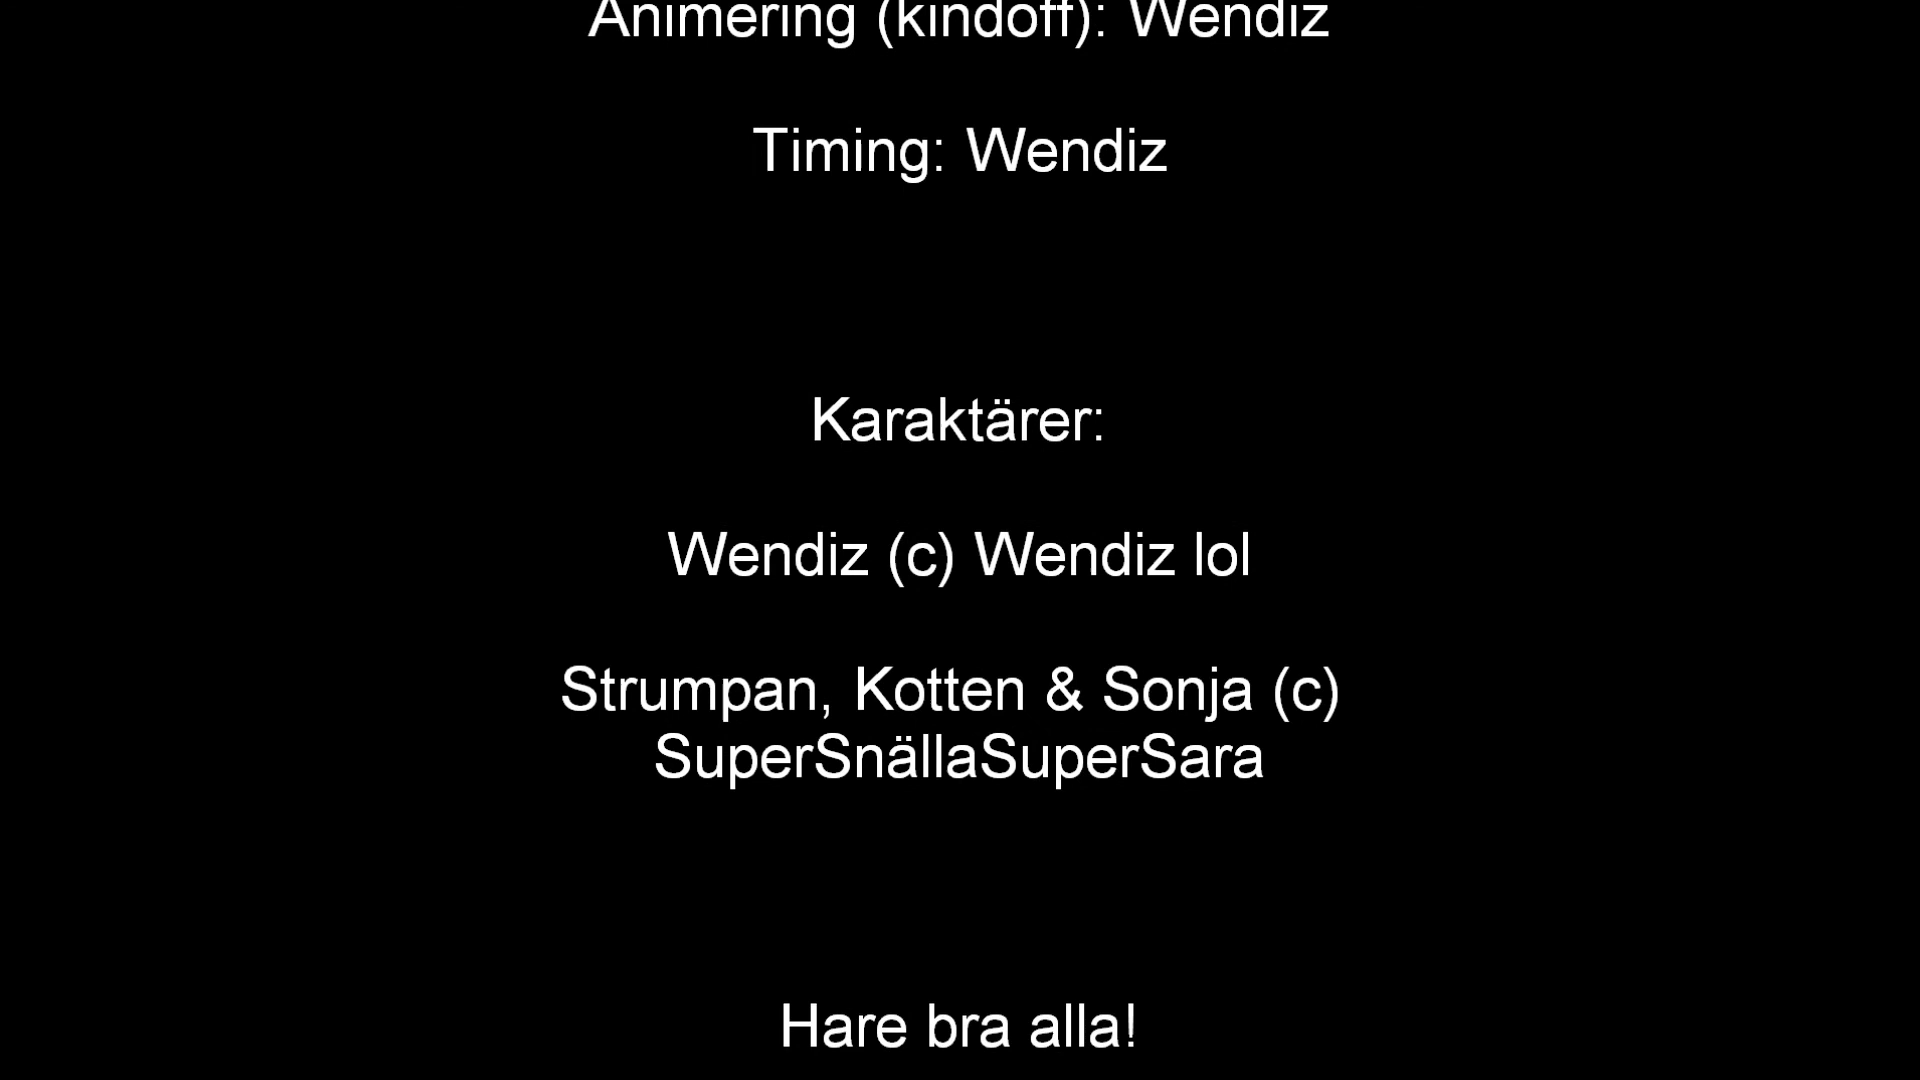 Animering (kindoff): Wendiz
Timing: Wendiz
Karaktärer:
Wendiz (c) Wendiz lol
Strumpan, Kotten & Sonja (c)
SuperSnällaSuperSara
Hare bra alla!